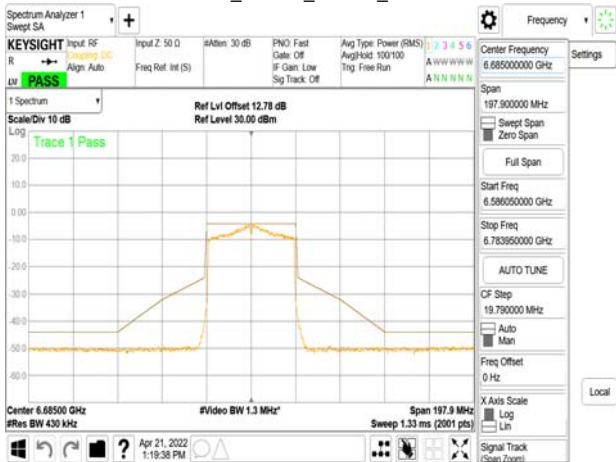 Spectrum Analyzer 1
Swept SA
Frequency
KEYSIGHT
Input: RF
Coupling: DC
Align: Auto
Input Z: 50 Ω
Freq Ref: Int (S)
#Atten: 30 dB
PNO: Fast
Gate: Off
IF Gain: Low
Sig Track: Off
Avg Type: Power (RMS)
Avg|Hold: 100/100
Trig: Free Run
1 2 3 4 5 6
A W W W W W
A N N N N N
R
LV PASS
1 Spectrum
Scale/Div 10 dB
Ref Lvl Offset 12.78 dB
Ref Level 30.00 dBm
Log
Trace 1 Pass
20.0
10.0
0.00
-10.0
-20.0
-30.0
-40.0
-50.0
-60.0
Center 6.68500 GHz
#Res BW 430 kHz
#Video BW 1.3 MHz*
Span 197.9 MHz
Sweep 1.33 ms (2001 pts)
Apr 21, 2022
1:19:38 PM
Center Frequency
6.685000000 GHz
Settings
Span
197.900000 MHz
Swept Span
Zero Span
Full Span
Start Freq
6.586050000 GHz
Stop Freq
6.783950000 GHz
AUTO TUNE
CF Step
19.790000 MHz
Auto
Man
Freq Offset
0 Hz
X Axis Scale
Log
Lin
Local
Signal Track
(Span Zoom)